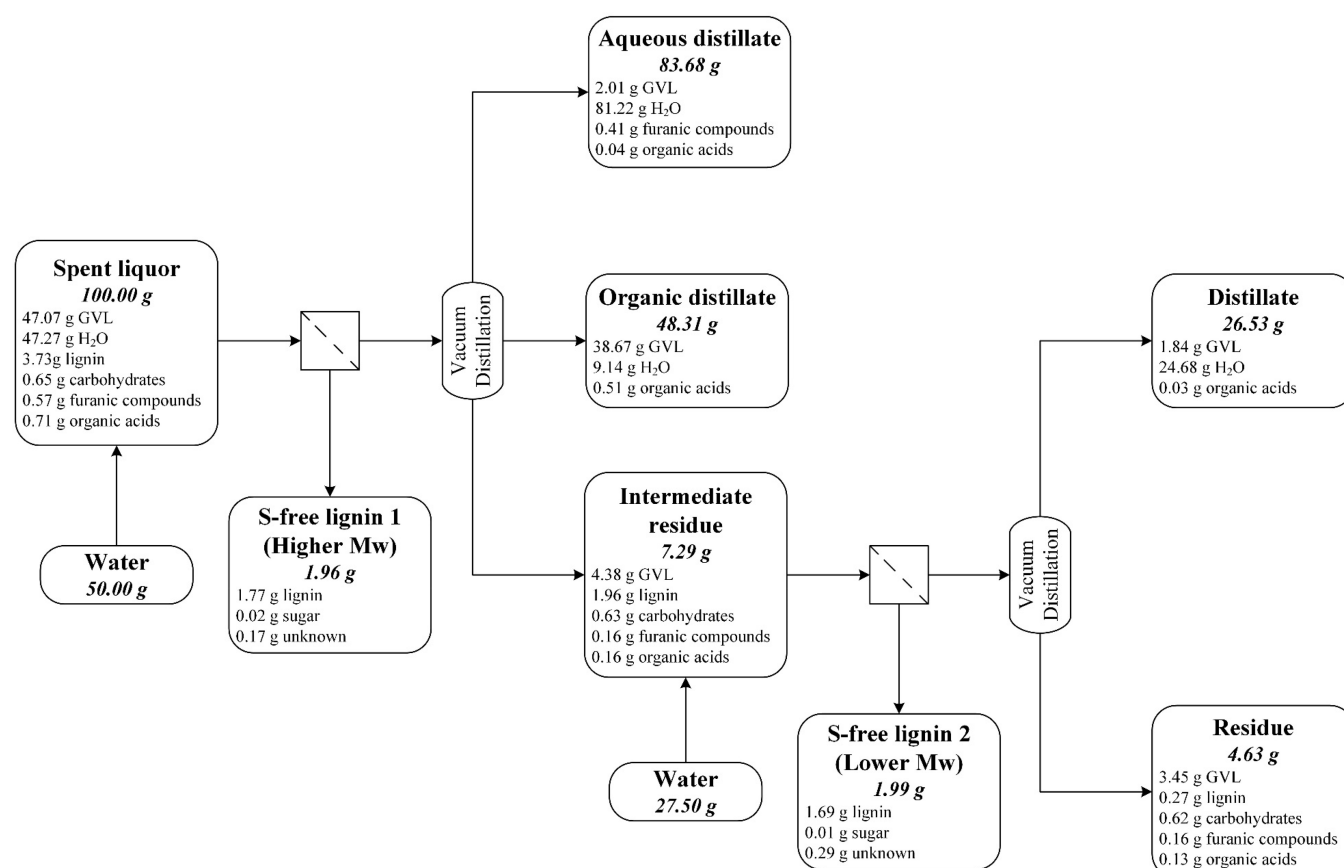 Aqueous distillate
83.68 g
2.01 g GVL
81.22 g H₂O
0.41 g furanic compounds
0.04 g organic acids
Spent liquor
100.00 g
47.07 g GVL
47.27 g H₂O
3.73g lignin
0.65 g carbohydrates
0.57 g furanic compounds
0.71 g organic acids
Water
50.00 g
S-free lignin 1
(Higher Mw)
1.96 g
1.77 g lignin
0.02 g sugar
0.17 g unknown
Vacuum
Distillation
Organic distillate
48.31 g
38.67 g GVL
9.14 g H₂O
0.51 g organic acids
Intermediate
residue
7.29 g
4.38 g GVL
1.96 g lignin
0.63 g carbohydrates
0.16 g furanic compounds
0.16 g organic acids
Water
27.50 g
S-free lignin 2
(Lower Mw)
1.99 g
1.69 g lignin
0.01 g sugar
0.29 g unknown
Vacuum
Distillation
Distillate
26.53 g
1.84 g GVL
24.68 g H₂O
0.03 g organic acids
Residue
4.63 g
3.45 g GVL
0.27 g lignin
0.62 g carbohydrates
0.16 g furanic compounds
0.13 g organic acids